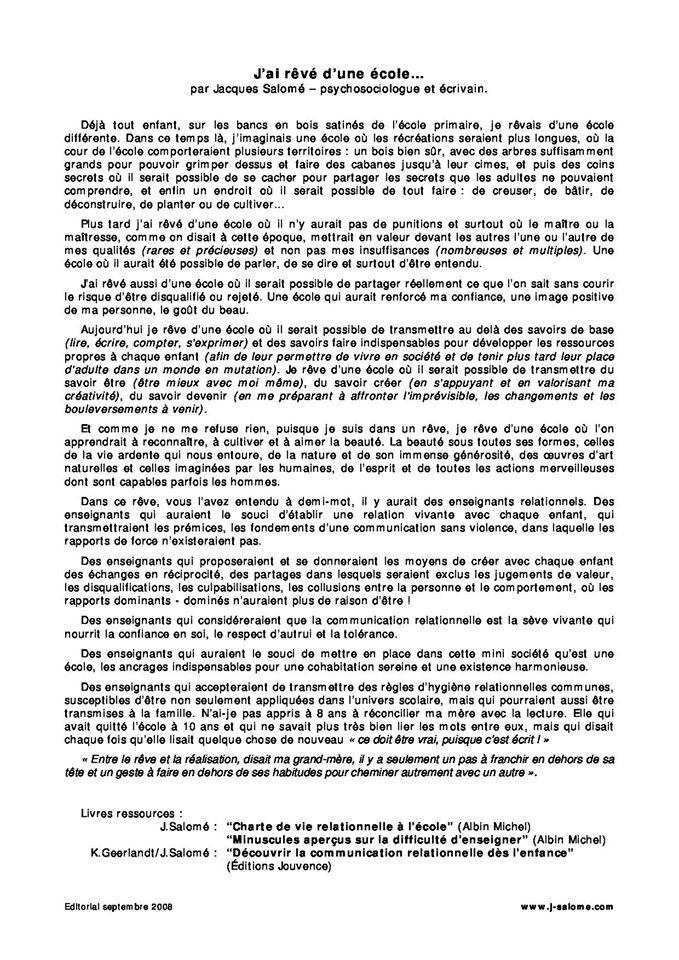 J'ai rêvé d'une école...
par Jacques Salomé – psychosociologue et écrivain.
Déjà tout enfant, sur les bancs en bois satinés de l'école primaire, je rêvais d'une école
différente. Dans ce temps là, j'imaginais une école où les récréations seraient plus longues, où la
cour de l'école comporteraient plusieurs territoires : un bois bien sûr, avec des arbres suffisamment
grands pour pouvoir grimper dessus et faire des cabanes jusqu'à leur cimes, et puis des coins
secrets où il serait possible de se cacher pour partager les secrets que les adultes ne pouvaient
comprendre, et enfin un endroit où il serait possible de tout faire : de creuser, de bâtir, de
déconstruire, de planter ou de cultiver...
Plus tard j'ai rêvé d'une école où il n'y aurait pas de punitions et surtout où le maître ou la
maîtresse, comme on disait à cette époque, mettrait en valeur devant les autres l'une ou l'autre de
mes qualités (rares et précieuses) et non pas mes insuffisances (nombreuses et multiples). Une
école où il aurait été possible de parler, de se dire et surtout d'être entendu.
J'ai rêvé aussi d'une école où il serait possible de partager réellement ce que l'on sait sans courir
le risque d'être disqualifié ou rejeté. Une école qui aurait renforcé ma confiance, une image positive
de ma personne, le goût du beau.
Aujourd'hui je rêve d'une école où il serait possible de transmettre au delà des savoirs de base
(lire, écrire, compter, s'exprimer) et des savoirs faire indispensables pour développer les ressources
propres à chaque enfant (afin de leur permettre de vivre en société et de tenir plus tard leur place
d'adulte dans un monde en mutation). Je rêve d'une école où il serait possible de transmettre du
savoir être (être mieux avec moi même), du savoir créer (en s'appuyant et en valorisant ma
créativité), du savoir devenir (en me préparant à affronter l'imprévisible, les changements et les
bouleversements à venir).
Et comme je ne me refuse rien, puisque je suis dans un rêve, je rêve d'une école où l'on
apprendrait à reconnaître, à cultiver et à aimer la beauté. La beauté sous toutes ses formes, celles
de la vie ardente qui nous entoure, de la nature et de son immense générosité, des œuvres d'art
naturelles et celles imaginées par les humaines, de l'esprit et de toutes les actions merveilleuses
dont sont capables parfois les hommes.
Dans ce rêve, vous l'avez entendu à demi-mot, il y aurait des enseignants relationnels. Des
enseignants qui auraient le souci d'établir une relation vivante avec chaque enfant, qui
transmettraient les prémices, les fondements d'une communication sans violence, dans laquelle les
rapports de force n'existeraient pas.
Des enseignants qui proposeraient et se donneraient les moyens de créer avec chaque enfant
des échanges en réciprocité, des partages dans lesquels seraient exclus les jugements de valeur,
les disqualifications, les culpabilisations, les collusions entre la personne et le comportement, où les
rapports dominants - dominés n'auraient plus de raison d'être !
Des enseignants qui considéreraient que la communication relationnelle est la sève vivante qui
nourrit la confiance en soi, le respect d'autrui et la tolérance.
Des enseignants qui auraient le souci de mettre en place dans cette mini société qu'est une
école, les ancrages indispensables pour une cohabitation sereine et une existence harmonieuse.
Des enseignants qui accepteraient de transmettre des règles d'hygiène relationnelles communes,
susceptibles d'être non seulement appliquées dans l'univers scolaire, mais qui pourraient aussi être
transmises à la famille. N'ai-je pas appris à 8 ans à réconcilier ma mère avec la lecture. Elle qui
avait quitté l'école à 10 ans et qui ne savait plus très bien lier les mots entre eux, mais qui disait
chaque fois qu'elle lisait quelque chose de nouveau « ce doit être vrai, puisque c'est écrit ! »
« Entre le rêve et la réalisation, disait ma grand-mère, il y a seulement un pas à franchir en dehors de sa
tête et un geste à faire en dehors de ses habitudes pour cheminer autrement avec un autre ».
Livres ressources :
J.Salomé : "Charte de vie relationnelle à l'école" (Albin Michel)
"Minuscules aperçus sur la difficulté d'enseigner" (Albin Michel)
K.Geerlandt/J.Salomé : "Découvrir la communication relationnelle dès l'enfance"
(Éditions Jouvence)
Editorial septembre 2008 www.j-salome.com